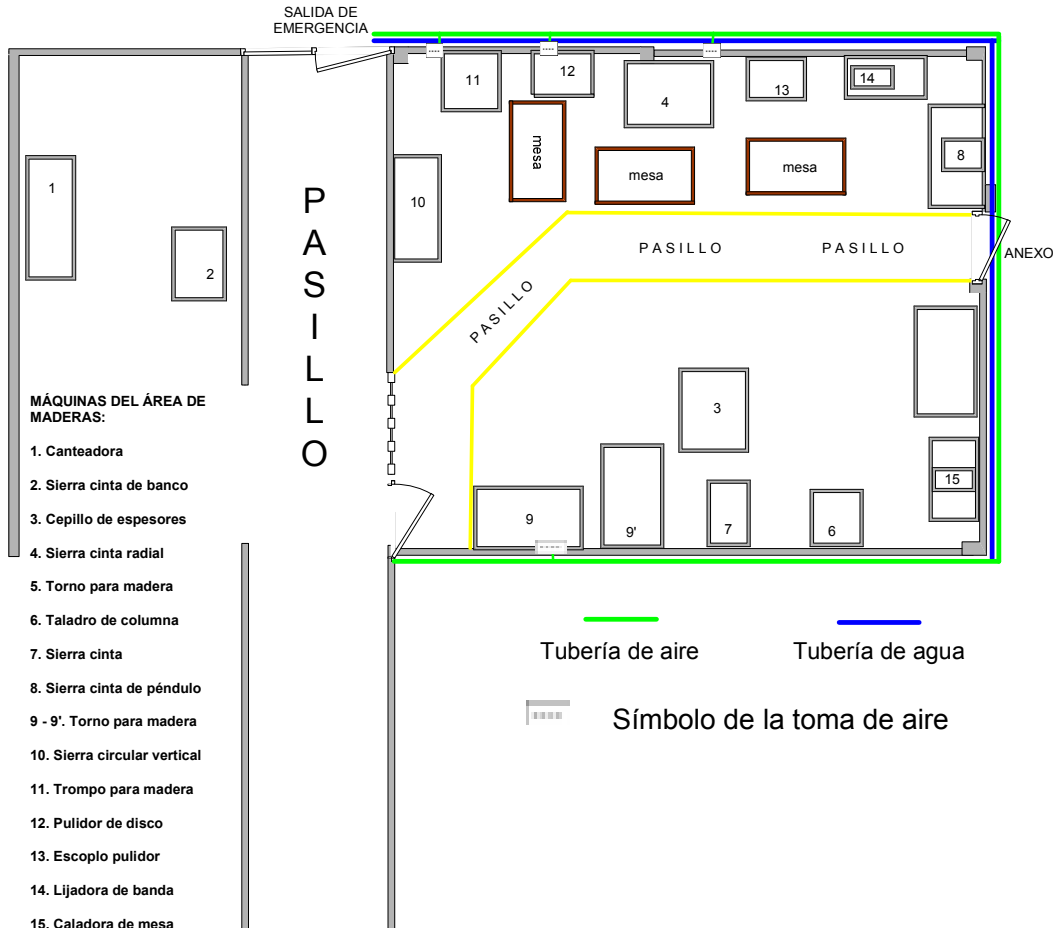 SALIDA DE
EMERGENCIA
11
12
4
13
14
8
10
mesa
mesa
mesa
1
2
PASILLO
PASILLO
PASILLO
PASILLO
ANEXO
3
9
9'
7
6
15
MÁQUINAS DEL ÁREA DE
MADERAS:
1. Canteadora
2. Sierra cinta de banco
3. Cepillo de espesores
4. Sierra cinta radial
5. Torno para madera
6. Taladro de columna
7. Sierra cinta
8. Sierra cinta de péndulo
9 - 9'. Torno para madera
10. Sierra circular vertical
11. Trompo para madera
12. Pulidor de disco
13. Escoplo pulidor
14. Lijadora de banda
15. Caladora de mesa
Tubería de aire
Tubería de agua
Símbolo de la toma de aire